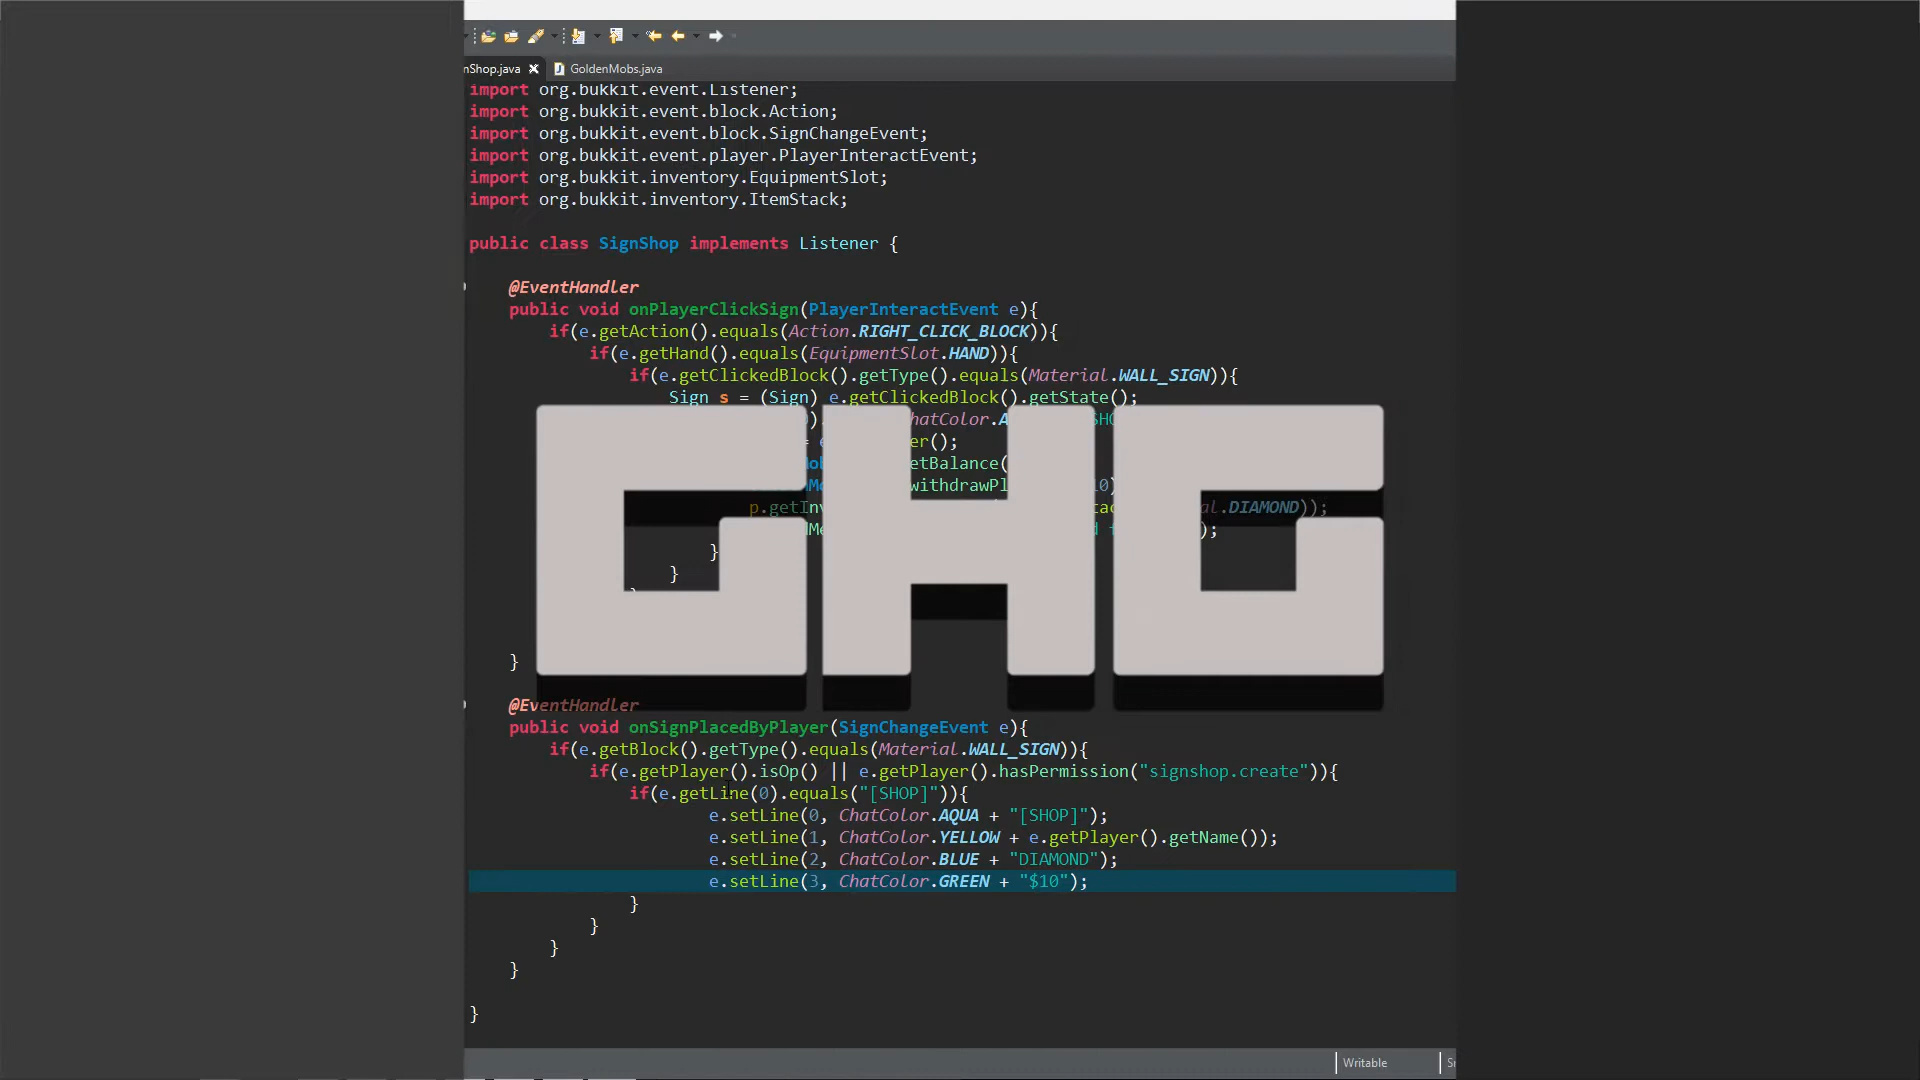 nShop.java GoldenMobs.java
import org.bukkit.event.Listener;
import org.bukkit.event.block.Action;
import org.bukkit.event.block.SignChangeEvent;
import org.bukkit.event.player.PlayerInteractEvent;
import org.bukkit.inventory.EquipmentSlot;
import org.bukkit.inventory.ItemStack;
public class SignShop implements Listener {
@EventHandler
public void onPlayerClickSign(PlayerInteractEvent e){
if(e.getAction().equals(Action.RIGHT_CLICK_BLOCK)){
if(e.getHand().equals(EquipmentSlot.HAND)){
if(e.getClickedBlock().getType().equals(Material.WALL_SIGN)){
Sign s = (Sign) e.getClickedBlock().getState();
GHG
}
}
}
@EventHandler
public void onSignPlacedByPlayer(SignChangeEvent e){
if(e.getBlock().getType().equals(Material.WALL_SIGN)){
if(e.getPlayer().isOp() || e.getPlayer().hasPermission("signshop.create")){
if(e.getLine(0).equals("[SHOP]")){
e.setLine(0, ChatColor.AQUA + "[SHOP]");
e.setLine(1, ChatColor.YELLOW + e.getPlayer().getName());
e.setLine(2, ChatColor.BLUE + "DIAMOND");
e.setLine(3, ChatColor.GREEN + "$10");
}
}
}
}
}
Writable